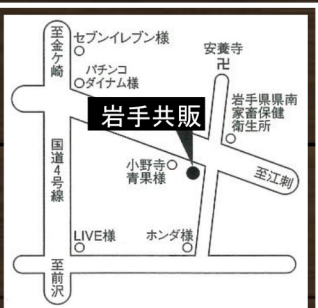 至金ケ崎
セブンイレブン様
パチンコ
ダイナム様
安養寺
卍
岩手共販
岩手県県南
家畜保健
衛生所
国道4号線
小野寺
青果様
至江刺
LIVE様
ホンダ様
至前沢